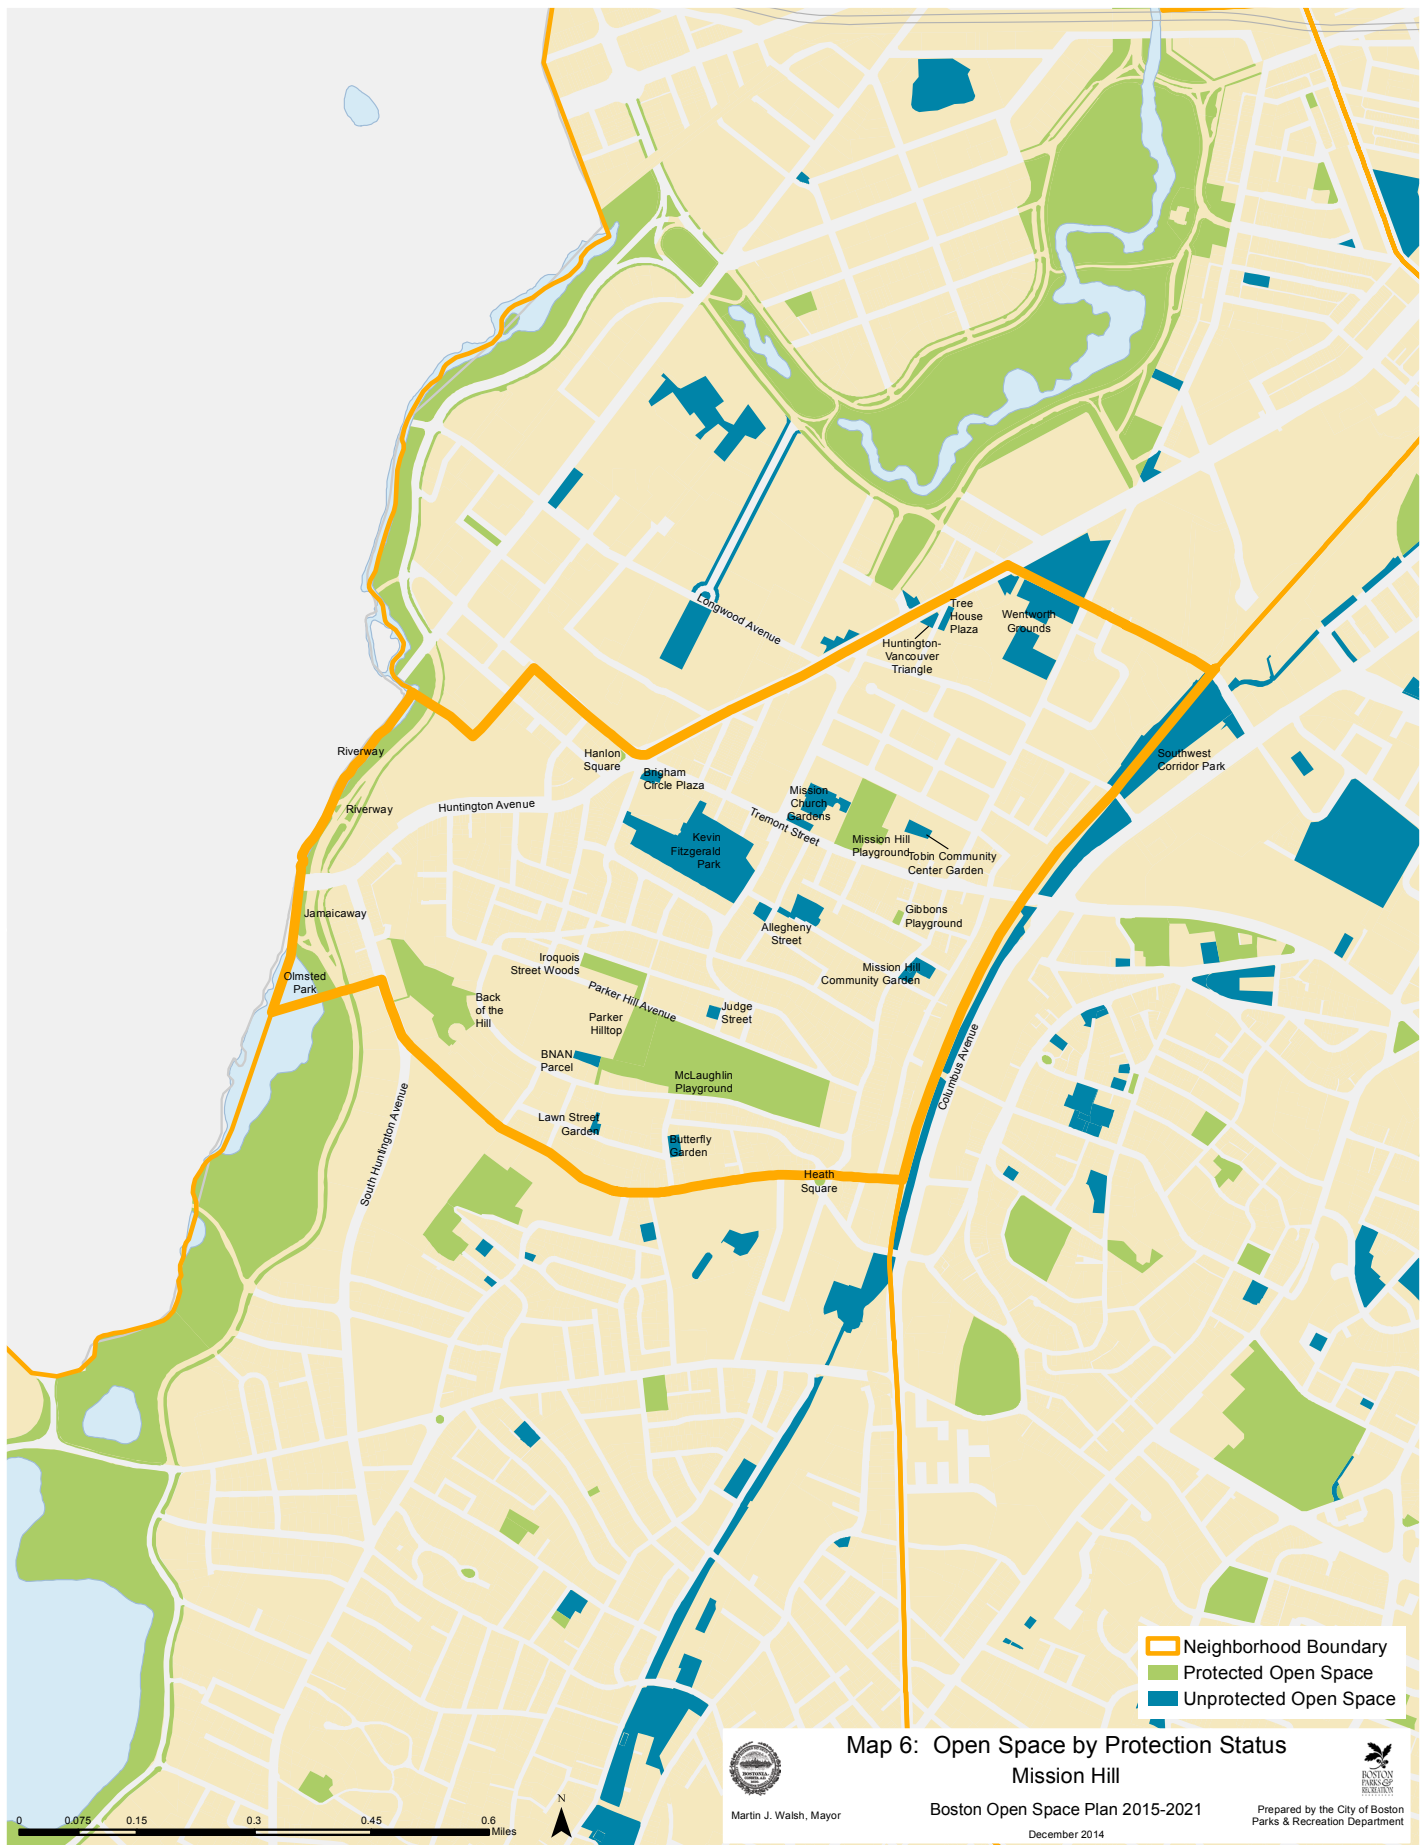 Longwood Avenue
Tree
House
Plaza
Wentworth
Grounds
Huntington-
Vancouver
Triangle
Riverway
Hanlon
Square
Brigham
Circle Plaza
Southwest
Corridor Park
Riverway
Huntington Avenue
Mission
Church
Gardens
Tremont Street
Kevin
Fitzgerald
Park
Mission Hill
Playground
Tobin Community
Center Garden
Jamaicaway
Gibbons
Playground
Allegheny
Street
Iroquois
Street Woods
Mission Hill
Community Garden
Olmsted
Park
Back
of the
Hill
Parker Hill Avenue
Parker
Hilltop
Judge
Street
BNAN
Parcel
McLaughlin
Playground
Columbus Avenue
South Huntington Avenue
Lawn Street
Garden
Butterfly
Garden
Heath
Square
Neighborhood Boundary
Protected Open Space
Unprotected Open Space
Map 6: Open Space by Protection Status
Mission Hill
Boston Open Space Plan 2015-2021
December 2014
Martin J. Walsh, Mayor
BOSTON
PARKS &
RECREATION
Prepared by the City of Boston
Parks & Recreation Department
N
0 0.075 0.15 0.3 0.45 0.6
Miles